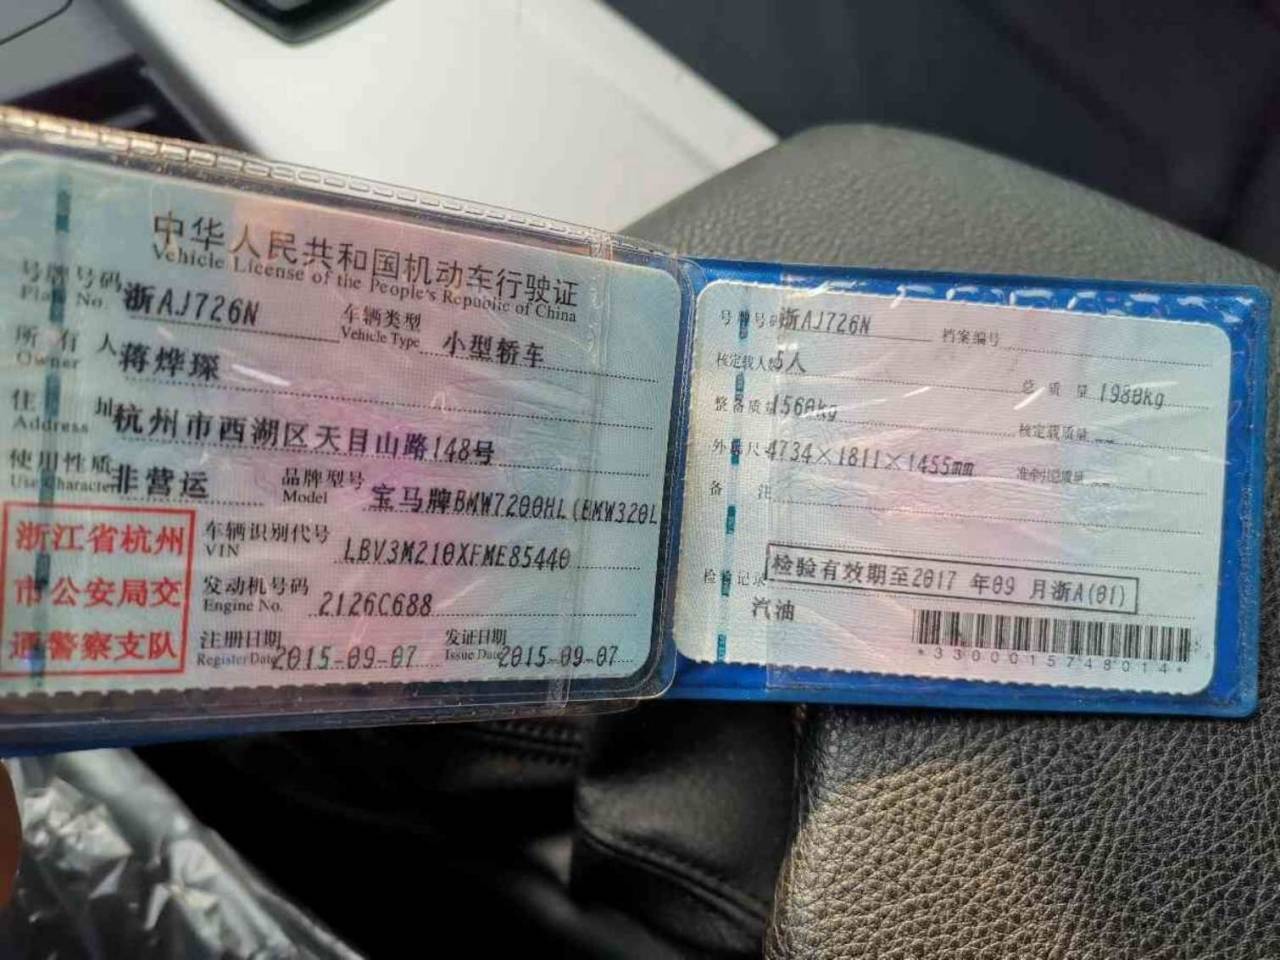 中华人民共和国机动车行驶证
Vehicle License of the People's Republic of China
号牌号码 浙AJ726N 车辆类型 小型轿车
Plate No. Vehicle Type
所有人 蒋烨琛
Owner
住址 杭州市西湖区天目山路148号
Address
使用性质 非营运 品牌型号 宝马牌BMW7200HL(BMW320L
Use Character Model
浙江省杭州
市公安局交
通警察支队
车辆识别代号 LBV3M210XFME85440
VIN
发动机号码 2126C688
Engine No.
注册日期 2015-09-07 发证日期 2015-09-07
Register Date Issue Date
号牌号码 浙AJ726N 档案编号
核定载人数 5人 总质量 1980kg
整备质量 1560kg 核定载质量 --
外廓尺寸 4734×1811×1455mm 准牵引总质量 --
备注
检验记录 检验有效期至2017 年09 月浙A(01)
汽油
*3300015748014*